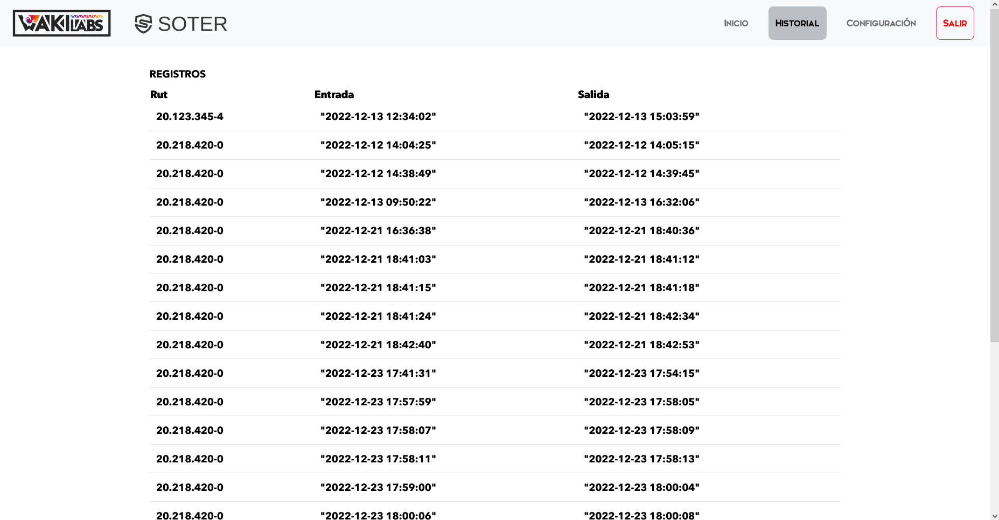 WAKILABS SOTER INICIO HISTORIAL CONFIGURACIÓN SALIR
REGISTROS
Rut Entrada Salida
20.123.345-4 "2022-12-13 12:34:02" "2022-12-13 15:03:59"
20.218.420-0 "2022-12-12 14:04:25" "2022-12-12 14:05:15"
20.218.420-0 "2022-12-12 14:38:49" "2022-12-12 14:39:45"
20.218.420-0 "2022-12-13 09:50:22" "2022-12-13 16:32:06"
20.218.420-0 "2022-12-21 16:36:38" "2022-12-21 18:40:36"
20.218.420-0 "2022-12-21 18:41:03" "2022-12-21 18:41:12"
20.218.420-0 "2022-12-21 18:41:15" "2022-12-21 18:41:18"
20.218.420-0 "2022-12-21 18:41:24" "2022-12-21 18:42:34"
20.218.420-0 "2022-12-21 18:42:40" "2022-12-21 18:42:53"
20.218.420-0 "2022-12-23 17:41:31" "2022-12-23 17:54:15"
20.218.420-0 "2022-12-23 17:57:59" "2022-12-23 17:58:05"
20.218.420-0 "2022-12-23 17:58:07" "2022-12-23 17:58:09"
20.218.420-0 "2022-12-23 17:58:11" "2022-12-23 17:58:13"
20.218.420-0 "2022-12-23 17:59:00" "2022-12-23 18:00:04"
20.218.420-0 "2022-12-23 18:00:06" "2022-12-23 18:00:08"